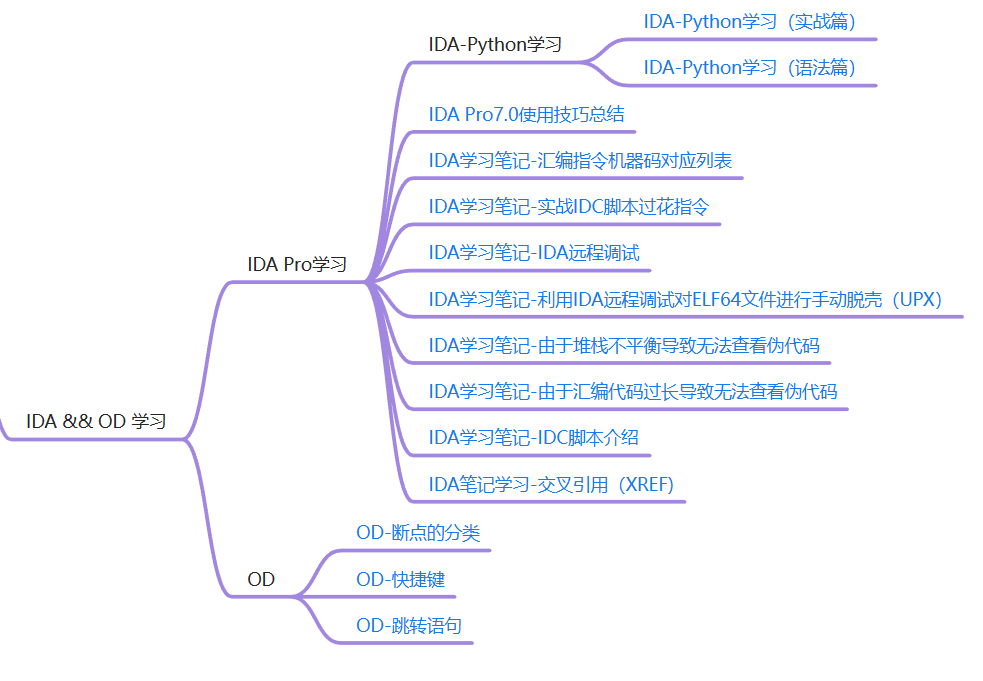 IDA && OD 学习
IDA Pro学习
IDA-Python学习
IDA-Python学习（实战篇）
IDA-Python学习（语法篇）
IDA Pro7.0使用技巧总结
IDA学习笔记-汇编指令机器码对应列表
IDA学习笔记-实战IDC脚本过花指令
IDA学习笔记-IDA远程调试
IDA学习笔记-利用IDA远程调试对ELF64文件进行手动脱壳（UPX）
IDA学习笔记-由于堆栈不平衡导致无法查看伪代码
IDA学习笔记-由于汇编代码过长导致无法查看伪代码
IDA学习笔记-IDC脚本介绍
IDA笔记学习-交叉引用（XREF)
OD
OD-断点的分类
OD-快捷键
OD-跳转语句